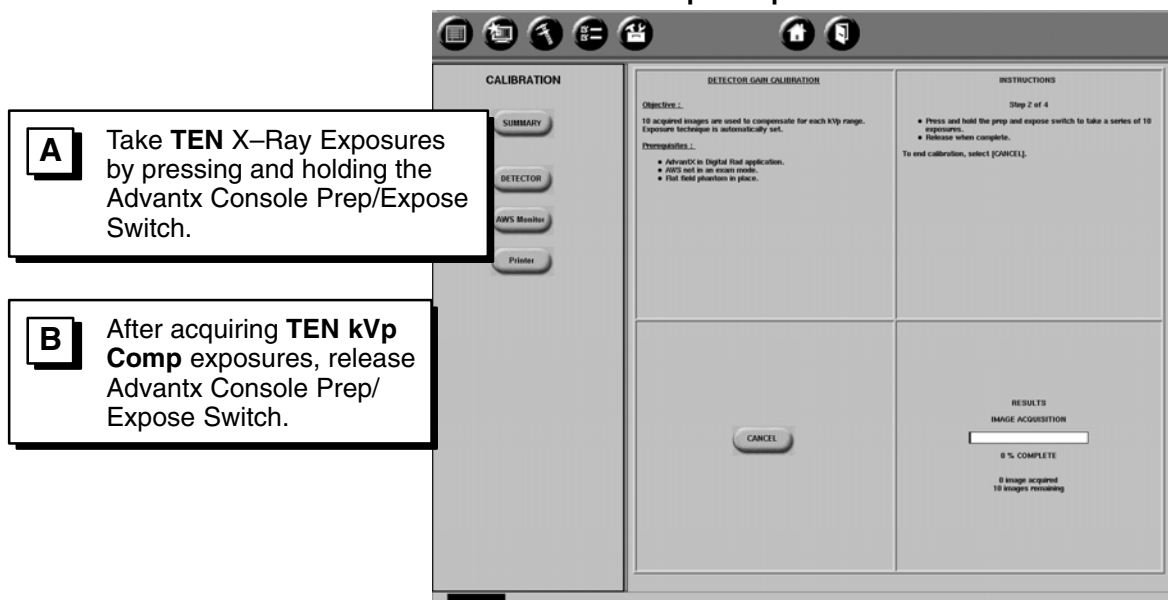 A
Take TEN X–Ray Exposures
by pressing and holding the
Advantx Console Prep/Expose
Switch.
B
After acquiring TEN kVp
Comp exposures, release
Advantx Console Prep/
Expose Switch.
CALIBRATION
SUMMARY
DETECTOR
AWS Monitor
Printer
DETECTOR GAIN CALIBRATION
Objective :
10 acquired images are used to compensate for each kVp range.
Exposure technique is automatically set.
Prerequisites :
• AdvantX in Digital Rad application.
• AWS not in an exam mode.
• Flat field phantom in place.
INSTRUCTIONS
Step 2 of 4
• Press and hold the prep and expose switch to take a series of 10
exposures.
• Release when complete.
To end calibration, select [CANCEL].
CANCEL
RESULTS
IMAGE ACQUISITION
0 % COMPLETE
0 image acquired
10 images remaining